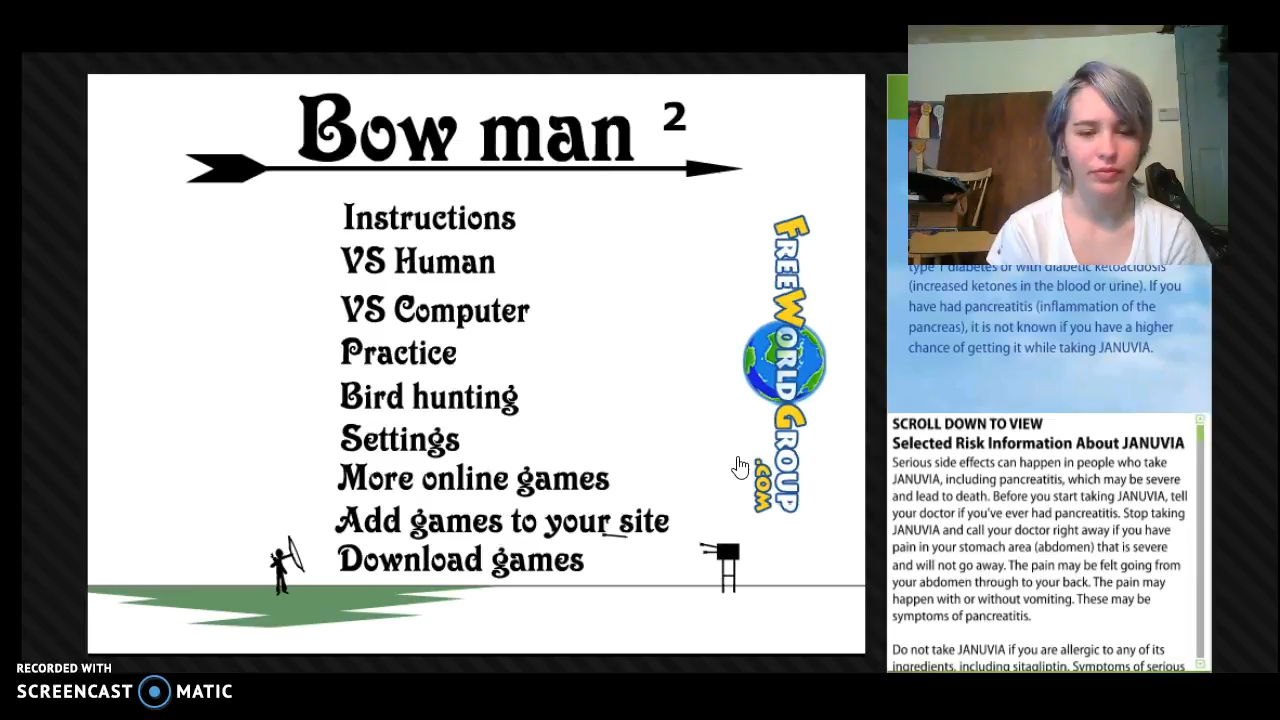 Bow man 2
Instructions
VS Human
VS Computer
Practice
Bird hunting
Settings
More online games
Add games to your site
Download games
FREEWORLDGROUP
.COM
type 1 diabetes or with diabetic ketoacidosis
(increased ketones in the blood or urine). If you
have had pancreatitis (inflammation of the
pancreas), it is not known if you have a higher
chance of getting it while taking JANUVIA.
SCROLL DOWN TO VIEW
Selected Risk Information About JANUVIA
Serious side effects can happen in people who take
JANUVIA, including pancreatitis, which may be severe
and lead to death. Before you start taking JANUVIA, tell
your doctor if you've ever had pancreatitis. Stop taking
JANUVIA and call your doctor right away if you have
pain in your stomach area (abdomen) that is severe
and will not go away. The pain may be felt going from
your abdomen through to your back. The pain may
happen with or without vomiting. These may be
symptoms of pancreatitis.
Do not take JANUVIA if you are allergic to any of its
ingredients, including sitagliptin. Symptoms of serious
RECORDED WITH
SCREENCAST MATIC